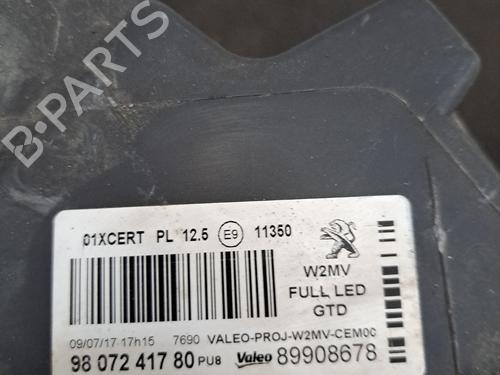 B-PARTS
01XCERT PL 12.5 E9 11350
W2MV
FULL LED
GTD
09/07/17 17h15 7690 VALEO-PROJ-W2MV-CEM00
98 072 417 80 PU8 Valeo 89908678